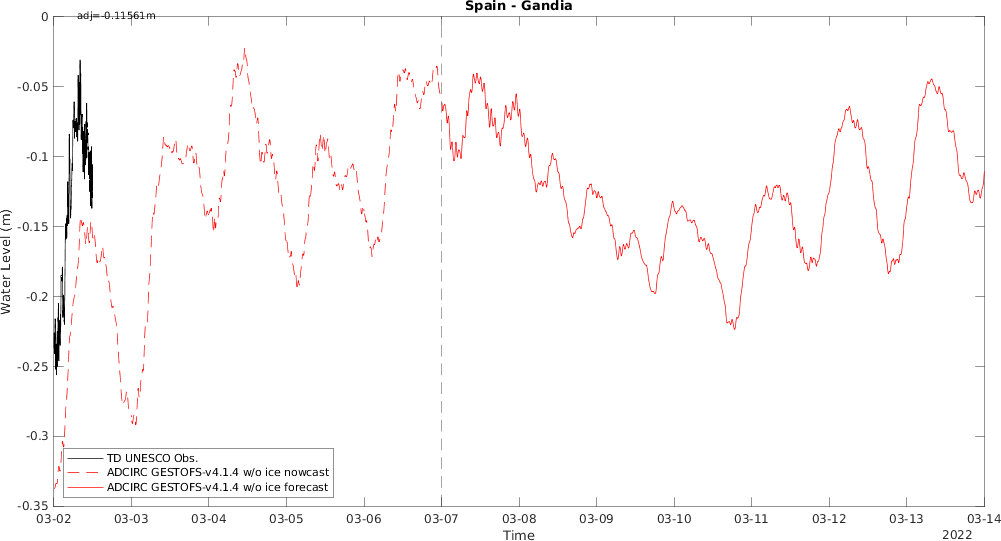 Spain - Gandia
adj=-0.11561m
0
-0.05
-0.1
-0.15
-0.2
-0.25
-0.3
-0.35
Water Level (m)
TD UNESCO Obs.
ADCIRC GESTOFS-v4.1.4 w/o ice nowcast
ADCIRC GESTOFS-v4.1.4 w/o ice forecast
03-02 03-03 03-04 03-05 03-06 03-07 03-08 03-09 03-10 03-11 03-12 03-13 03-14
Time
2022